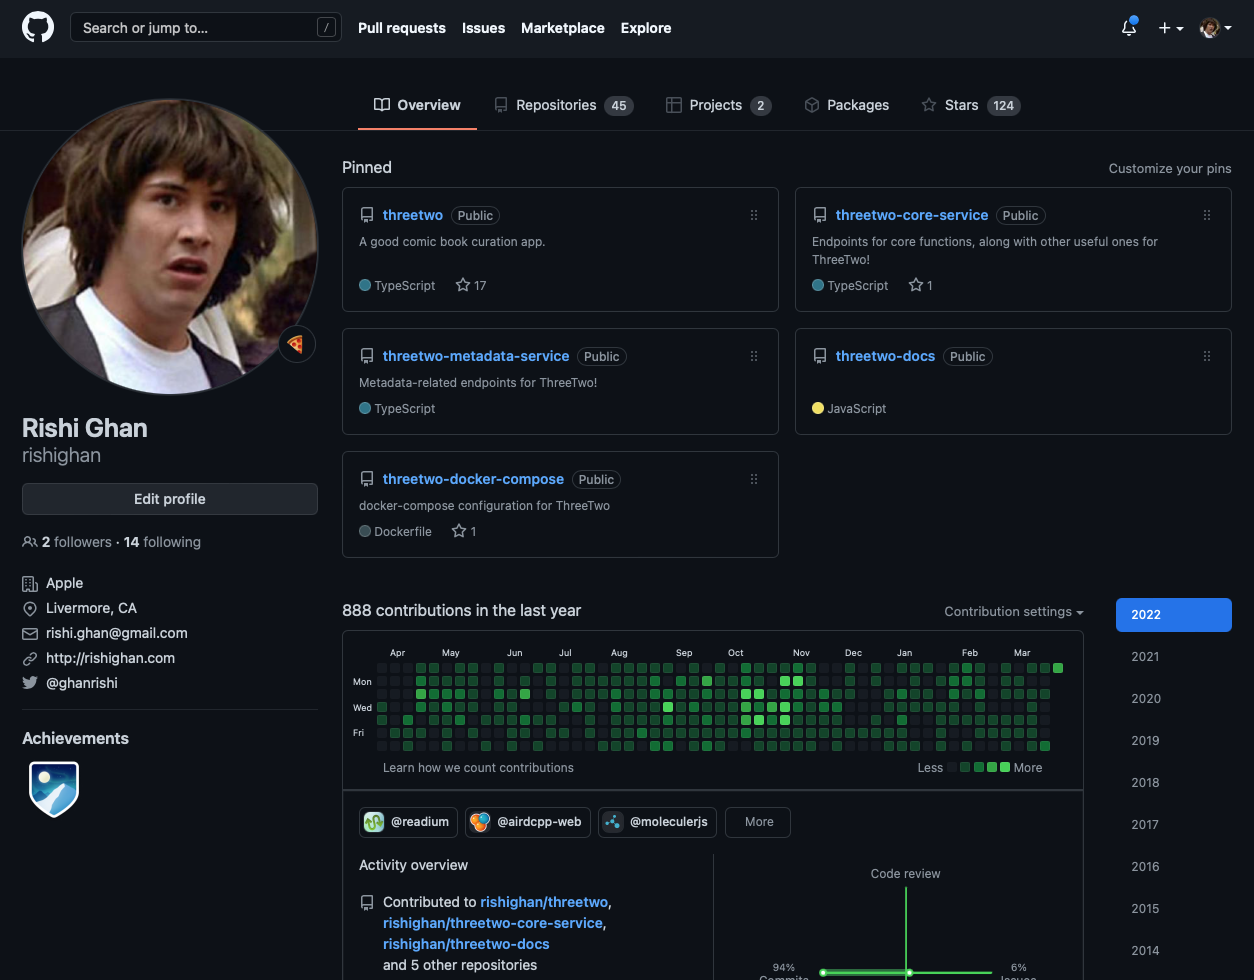 Search or jump to...
/
Pull requests
Issues
Marketplace
Explore
Overview
Repositories 45
Projects 2
Packages
Stars 124
Rishi Ghan
rishighan
Edit profile
2 followers · 14 following
Apple
Livermore, CA
rishi.ghan@gmail.com
http://rishighan.com
@ghanrishi
Achievements
Pinned
Customize your pins
threetwo Public
A good comic book curation app.
TypeScript 17
threetwo-core-service Public
Endpoints for core functions, along with other useful ones for
ThreeTwo!
TypeScript 1
threetwo-metadata-service Public
Metadata-related endpoints for ThreeTwo!
TypeScript
threetwo-docs Public
JavaScript
threetwo-docker-compose Public
docker-compose configuration for ThreeTwo
Dockerfile 1
888 contributions in the last year
Contribution settings
Apr May Jun Jul Aug Sep Oct Nov Dec Jan Feb Mar
Mon
Wed
Fri
Learn how we count contributions
Less More
@readium
@airdcpp-web
@moleculerjs
More
Activity overview
Contributed to rishighan/threetwo,
rishighan/threetwo-core-service,
rishighan/threetwo-docs
and 5 other repositories
Code review
94%
Commits
6%
Issues
2022
2021
2020
2019
2018
2017
2016
2015
2014